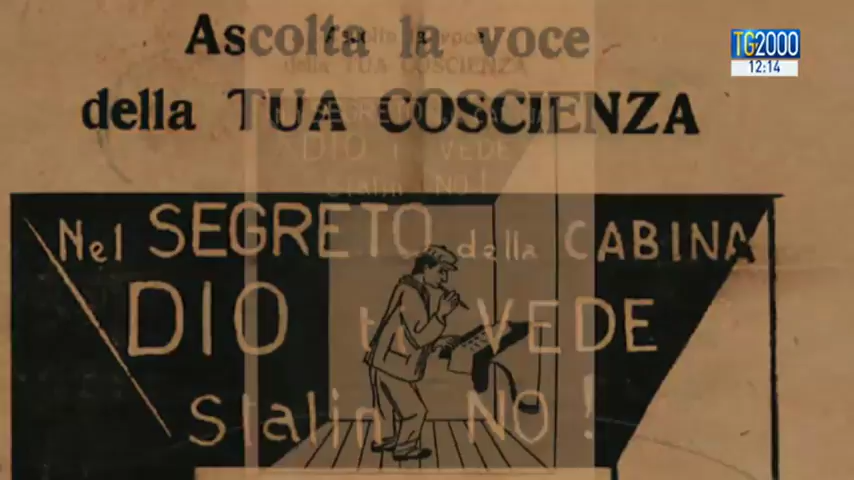 Ascolta la voce
della TUA COSCIENZA
Nel SEGRETO della CABINA
DIO ti VEDE
Stalin NO!
TG2000
12:14